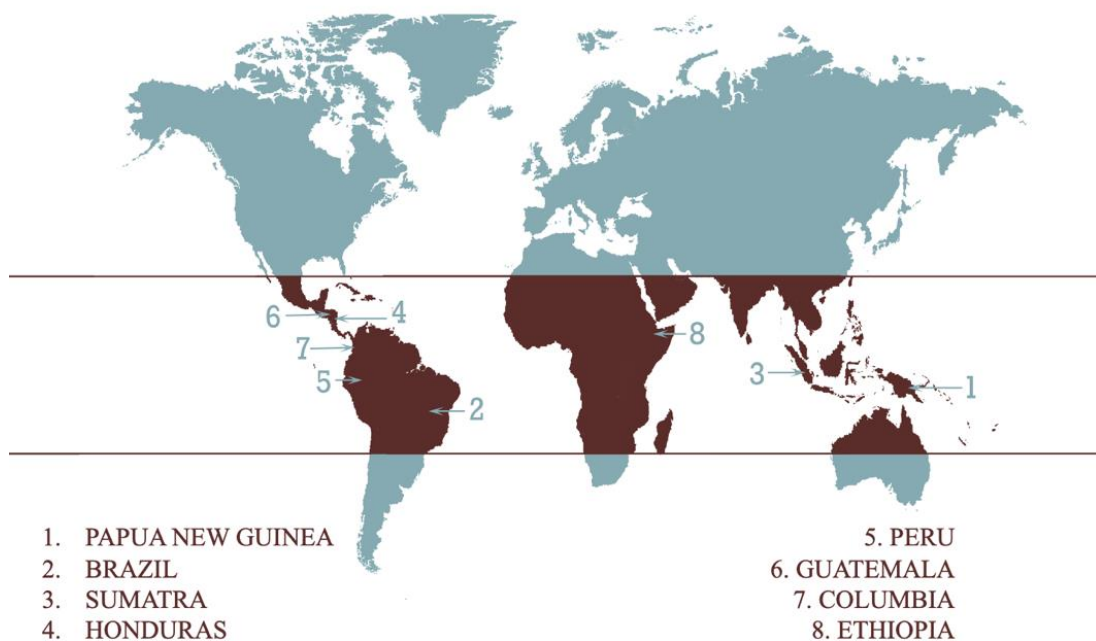 6
4
7
8
5
3
1
2
1. PAPUA NEW GUINEA
2. BRAZIL
3. SUMATRA
4. HONDURAS
5. PERU
6. GUATEMALA
7. COLUMBIA
8. ETHIOPIA